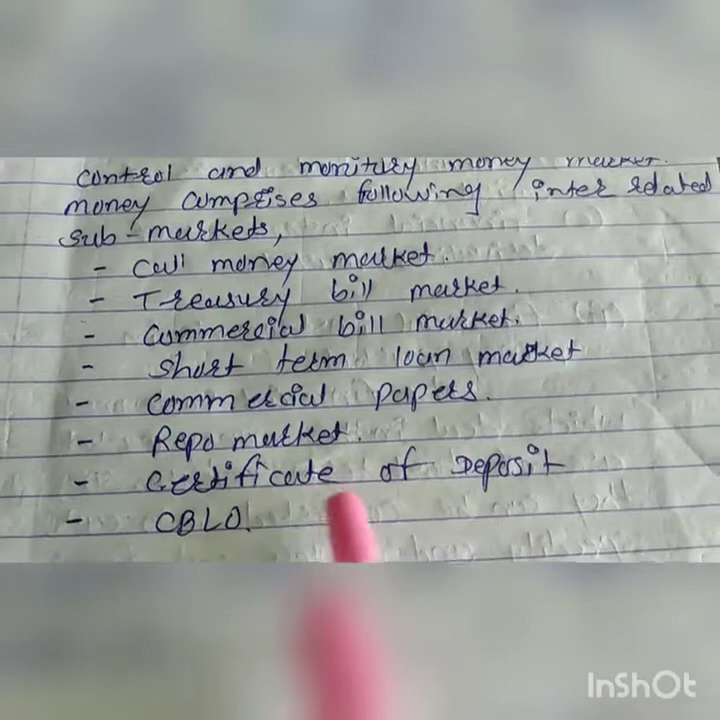 control and monitrey money market.
money comprises following inter related
sub-markets,
- Call money market.
- Treasury bill market.
- Commercial bill market.
- short term loan market
- Commercial papers.
- Repo market.
- Certificate of Deposit
- CBLO.
InShOt